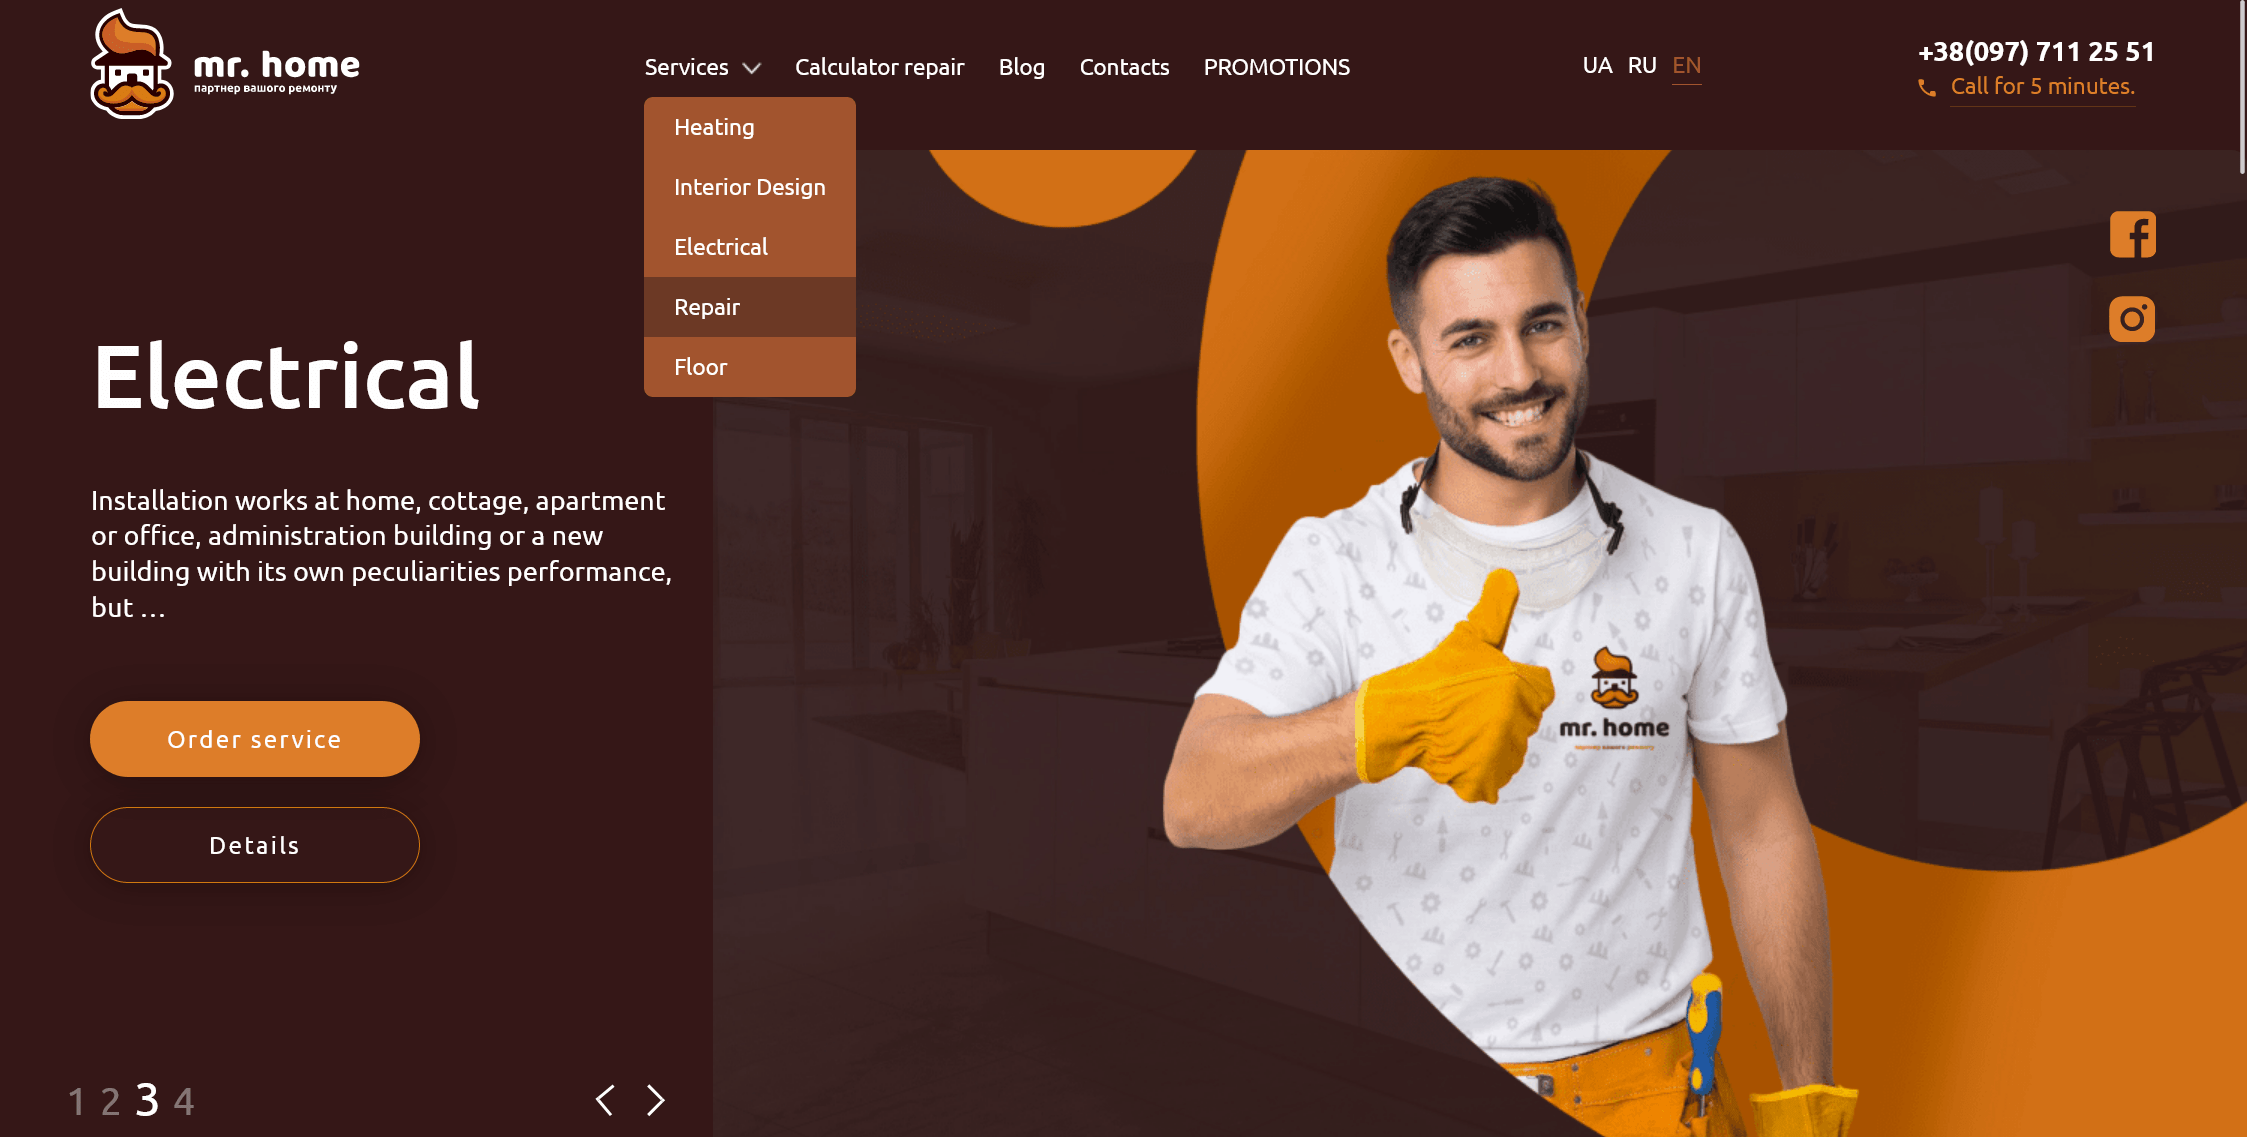 mr. home
партнер вашого ремонту
Services
Calculator repair
Blog
Contacts
PROMOTIONS
UA RU EN
+38(097) 711 25 51
Call for 5 minutes.
Heating
Interior Design
Electrical
Repair
Floor
Electrical
Installation works at home, cottage, apartment
or office, administration building or a new
building with its own peculiarities performance,
but ...
Order service
Details
1 2 3 4
mr. home
партнер вашого ремонту